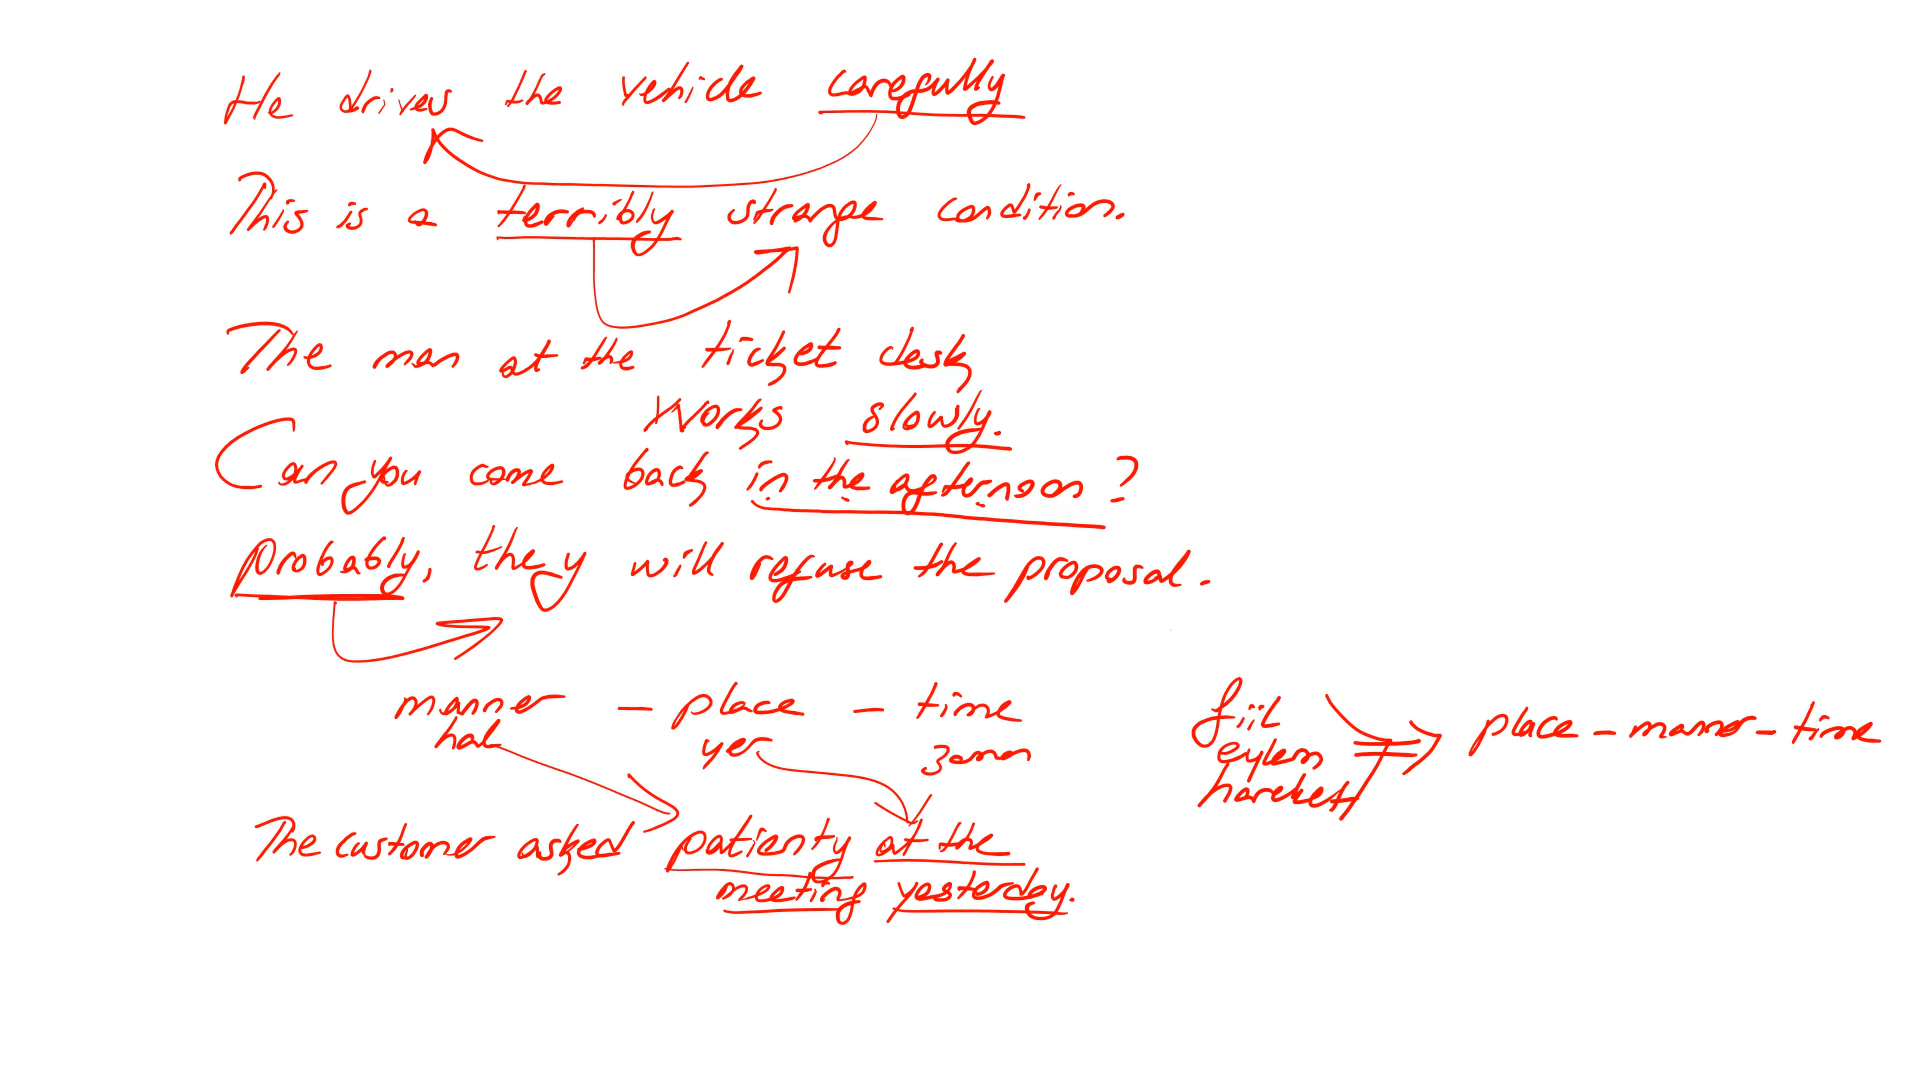 He drives the vehicle carefully
This is a terribly strange condition.
The man at the ticket desk
works slowly.
Can you come back in the afternoon?
Probably, they will refuse the proposal.
manner - place - time
hal yer zaman
fiil
eylem
hareket
place - manner - time
The customer asked patienty at the
meeting yesterday.